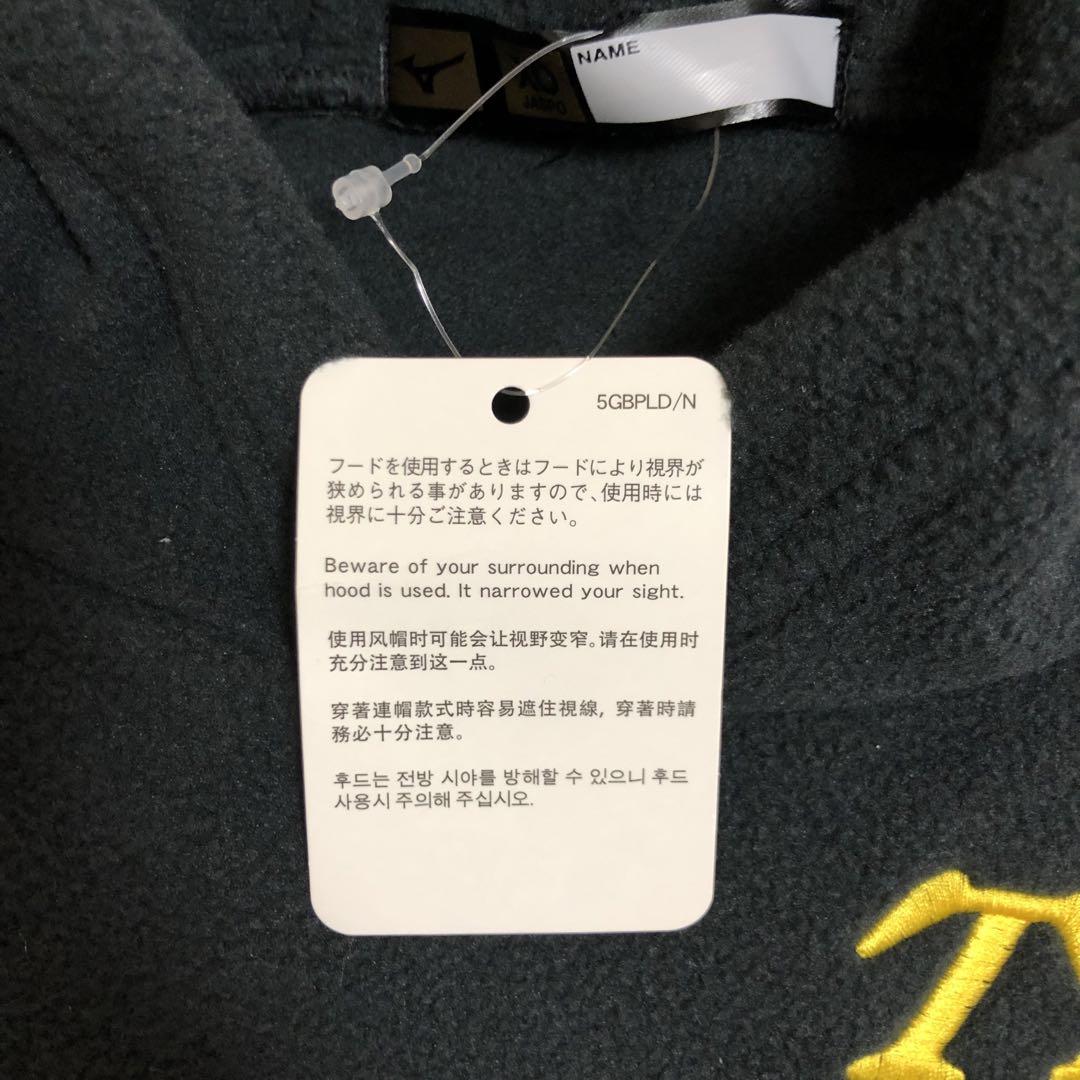 NAME
JASPO
5GBPLD/N
フードを使用するときはフードにより視界が
狭められる事がありますので、使用時には
視界に十分ご注意ください。
Beware of your surrounding when
hood is used. It narrowed your sight.
使用风帽时可能会让视野变窄。请在使用时
充分注意到这一点。
穿著連帽款式時容易遮住視線, 穿著時請
務必十分注意。
후드는 전방 시야를 방해할 수 있으니 후드
사용시 주의해 주십시오.